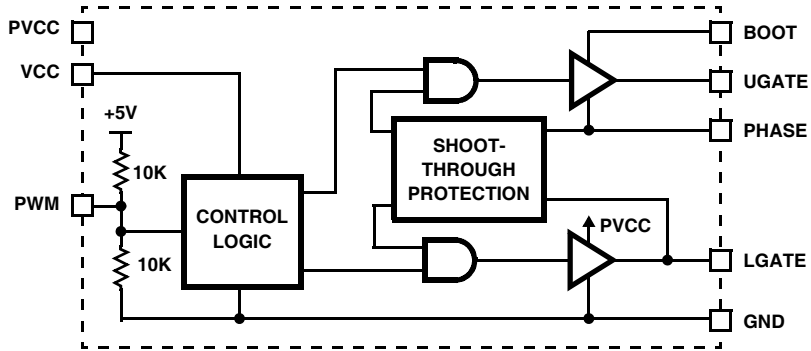 PVCC
VCC
+5V
10K
PWM
10K
CONTROL
LOGIC
SHOOT-
THROUGH
PROTECTION
PVCC
BOOT
UGATE
PHASE
LGATE
GND